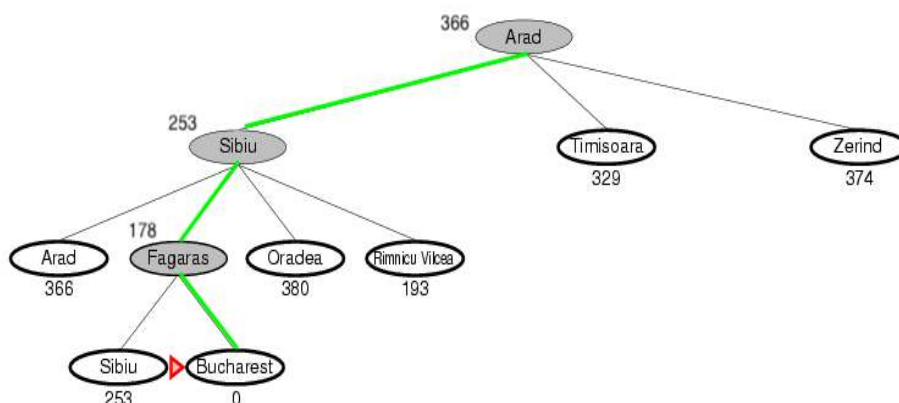 366 Arad
253 Sibiu Timisoara Zerind
329 374
178
Arad Fagaras Oradea Rimnicu Vilcea
366 380 193
Sibiu Bucharest
253 0